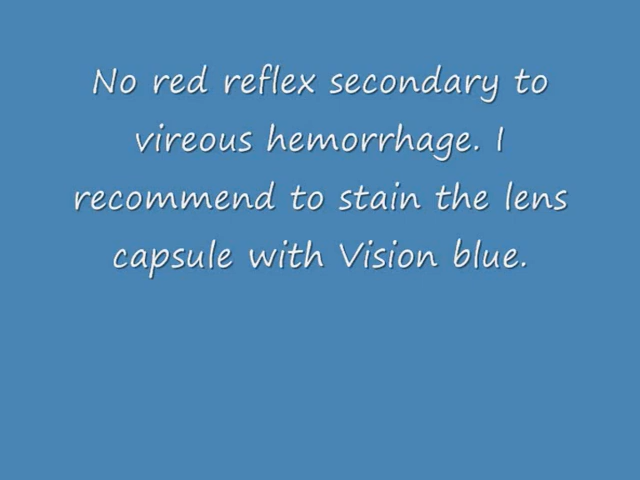 No red reflex secondary to
vireous hemorrhage. I
recommend to stain the lens
capsule with Vision blue.